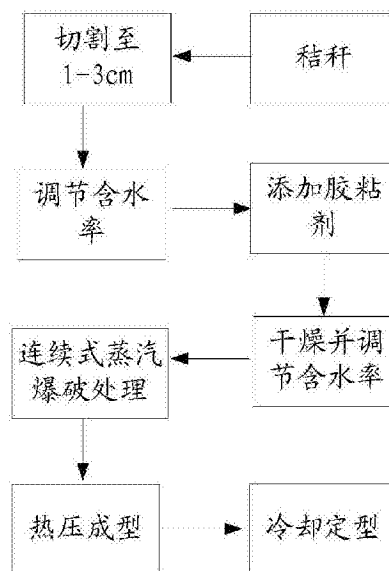 切割至
1-3cm
秸秆
调节含水
率
添加胶粘
剂
连续式蒸汽
爆破处理
干燥并调
节含水率
热压成型
冷却定型